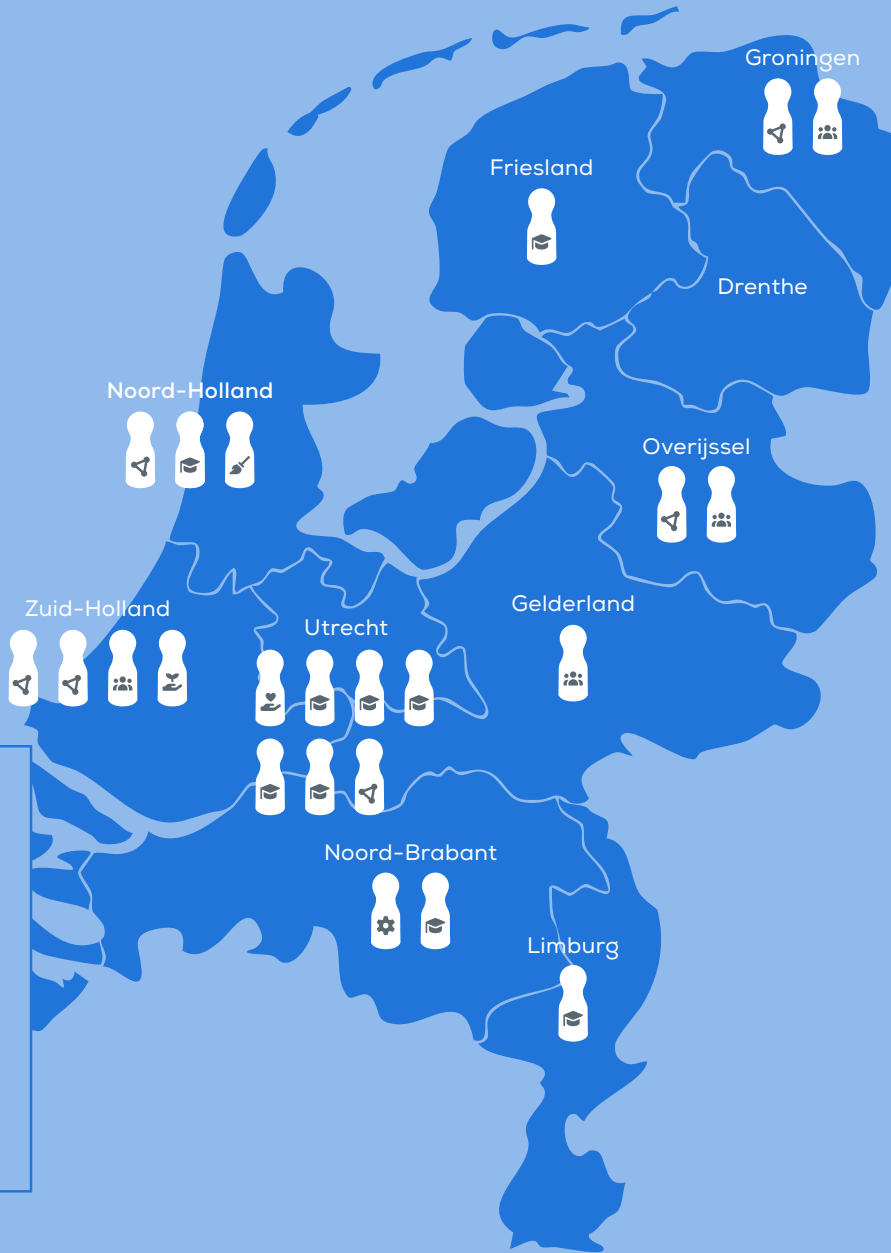 Groningen
Friesland
Drenthe
Noord-Holland
Overijssel
Zuid-Holland
Gelderland
Utrecht
Noord-Brabant
Limburg